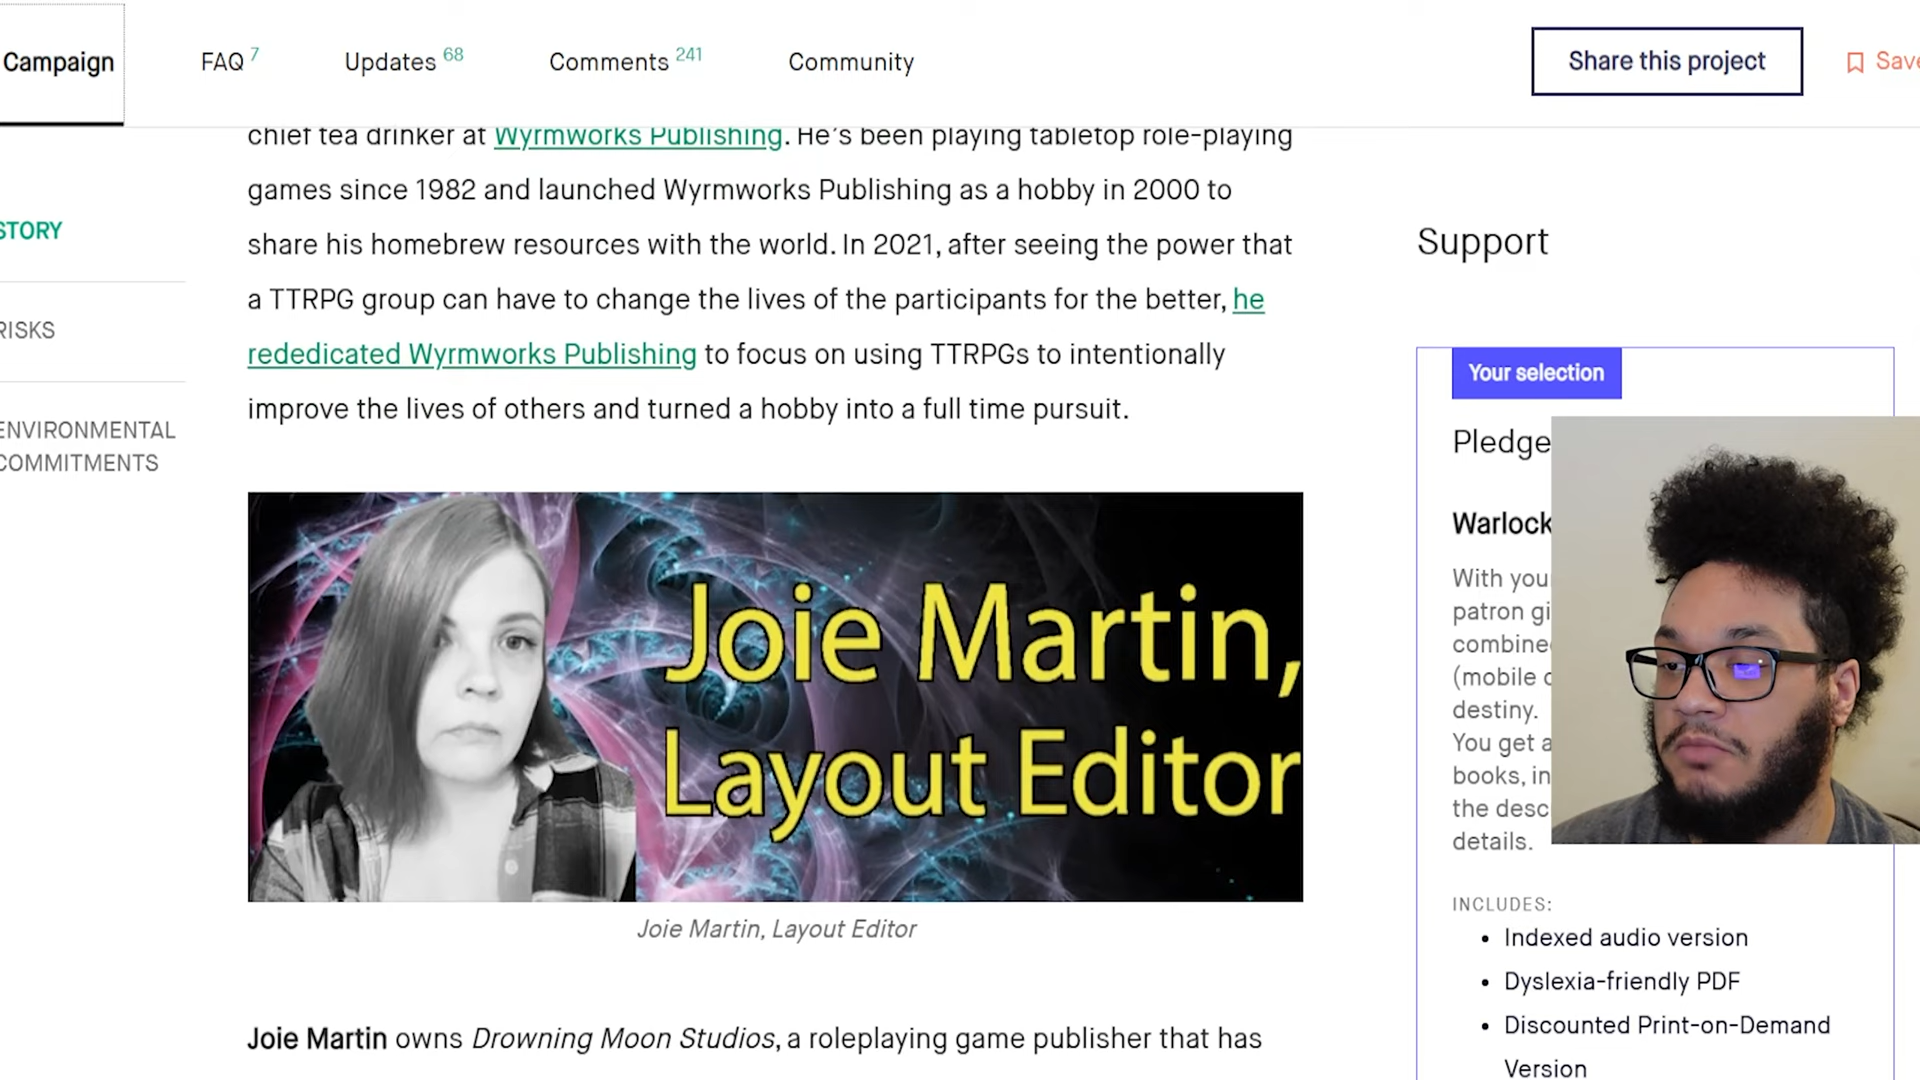 Campaign
FAQ 7
Updates 68
Comments 241
Community
Share this project
Save
STORY
RISKS
ENVIRONMENTAL
COMMITMENTS
chief tea drinker at Wyrmworks Publishing. He's been playing tabletop role-playing
games since 1982 and launched Wyrmworks Publishing as a hobby in 2000 to
share his homebrew resources with the world. In 2021, after seeing the power that
a TTRPG group can have to change the lives of the participants for the better, he
rededicated Wyrmworks Publishing to focus on using TTRPGs to intentionally
improve the lives of others and turned a hobby into a full time pursuit.
Joie Martin,
Layout Editor
Joie Martin, Layout Editor
Joie Martin owns Drowning Moon Studios, a roleplaying game publisher that has
Support
Your selection
Pledge
Warlock
With you
patron gi
combine
(mobile
destiny.
You get a
books, in
the desc
details.
INCLUDES:
• Indexed audio version
• Dyslexia-friendly PDF
• Discounted Print-on-Demand
Version